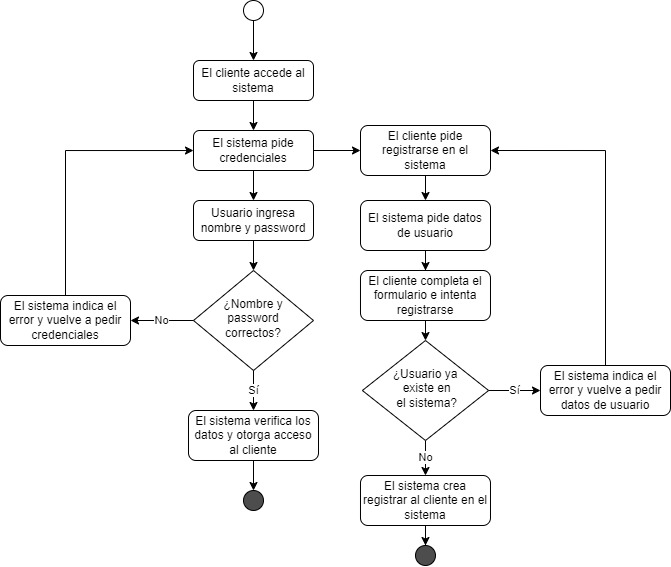 El cliente accede al
sistema
El sistema pide
credenciales
El cliente pide
registrarse en el
sistema
Usuario ingresa
nombre y password
El sistema pide datos
de usuario
¿Nombre y
password
correctos?
No
El sistema indica el
error y vuelve a pedir
credenciales
El cliente completa el
formulario e intenta
registrarse
¿Usuario ya
existe en
el sistema?
Sí
El sistema indica el
error y vuelve a pedir
datos de usuario
Sí
El sistema verifica los
datos y otorga acceso
al cliente
No
El sistema crea
registrar al cliente en el
sistema